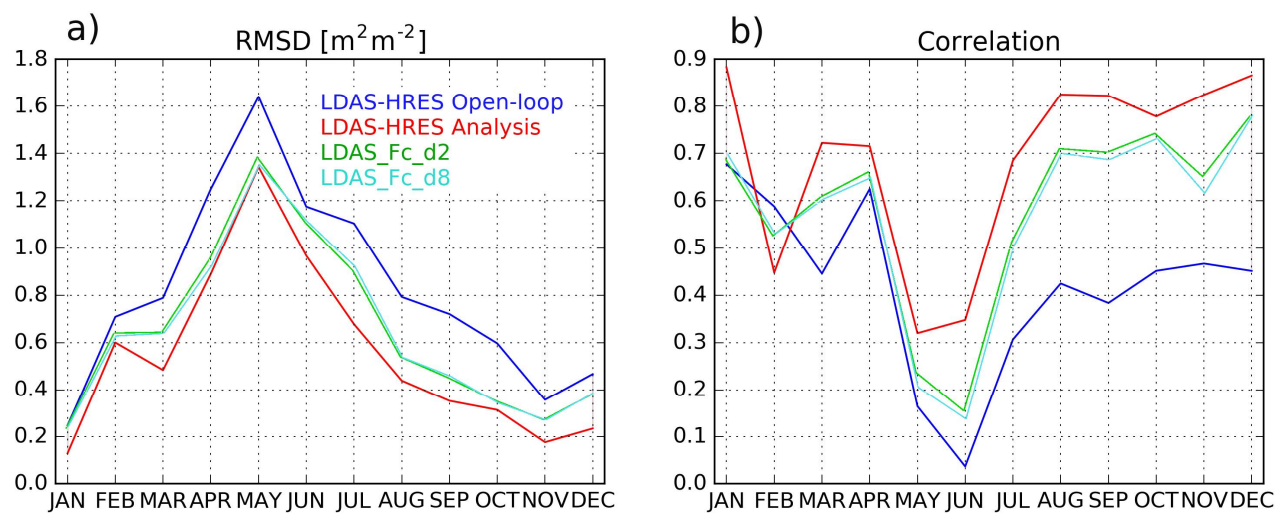 a)
RMSD [m²m⁻²]
1.8
1.6
1.4
1.2
1.0
0.8
0.6
0.4
0.2
0.0
LDAS-HRES Open-loop
LDAS-HRES Analysis
LDAS_Fc_d2
LDAS_Fc_d8
JAN FEB MAR APR MAY JUN JUL AUG SEP OCT NOV DEC
b)
Correlation
0.9
0.8
0.7
0.6
0.5
0.4
0.3
0.2
0.1
0.0
JAN FEB MAR APR MAY JUN JUL AUG SEP OCT NOV DEC